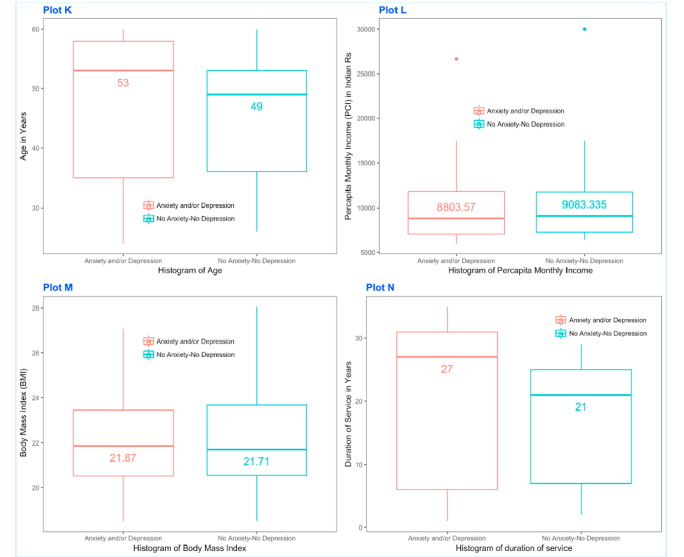 Plot K
60
50
40
30
Age in Years
53
49
Anxiety and/or Depression
No Anxiety-No Depression
Anxiety and/or Depression
No Anxiety-No Depression
Histogram of Age
Plot L
30000
25000
20000
15000
10000
5000
Percapita Monthly Income (PCI) in Indian Rs
Anxiety and/or Depression
No Anxiety-No Depression
8803.57
9083.335
Anxiety and/or Depression
No Anxiety-No Depression
Histogram of Percapita Monthly Income
Plot M
28
26
24
22
20
Body Mass Index (BMI)
Anxiety and/or Depression
No Anxiety-No Depression
21.87
21.71
Anxiety and/or Depression
No Anxiety-No Depression
Histogram of Body Mass Index
Plot N
30
20
10
0
Duration of Service in Years
Anxiety and/or Depression
No Anxiety-No Depression
27
21
Anxiety and/or Depression
No Anxiety-No Depression
Histogram of duration of service